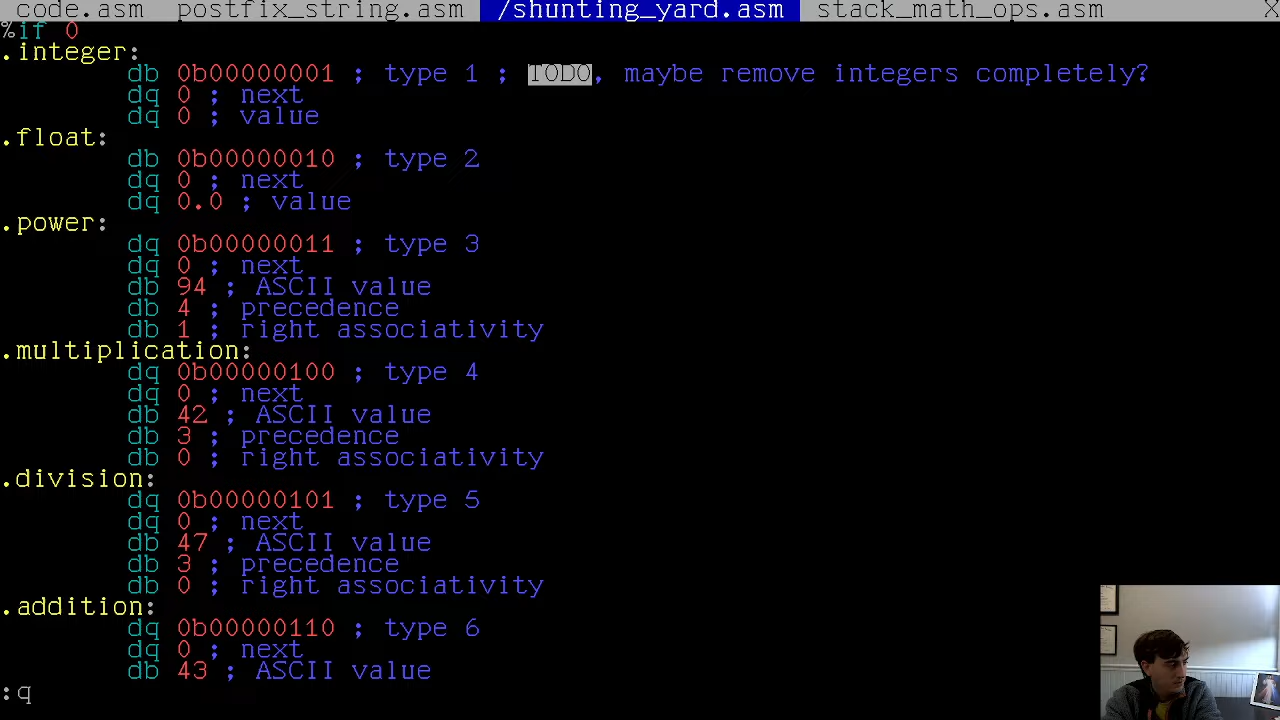 code.asm postfix_string.asm /shunting_yard.asm stack_math_ops.asm X
%if 0
.integer:
db 0b00000001 ; type 1 ; TODO, maybe remove integers completely?
dq 0 ; next
dq 0 ; value
.float:
db 0b00000010 ; type 2
dq 0 ; next
dq 0.0 ; value
.power:
dq 0b00000011 ; type 3
dq 0 ; next
db 94 ; ASCII value
db 4 ; precedence
db 1 ; right associativity
.multiplication:
dq 0b00000100 ; type 4
dq 0 ; next
db 42 ; ASCII value
db 3 ; precedence
db 0 ; right associativity
.division:
dq 0b00000101 ; type 5
dq 0 ; next
db 47 ; ASCII value
db 3 ; precedence
db 0 ; right associativity
.addition:
dq 0b00000110 ; type 6
dq 0 ; next
db 43 ; ASCII value
:q